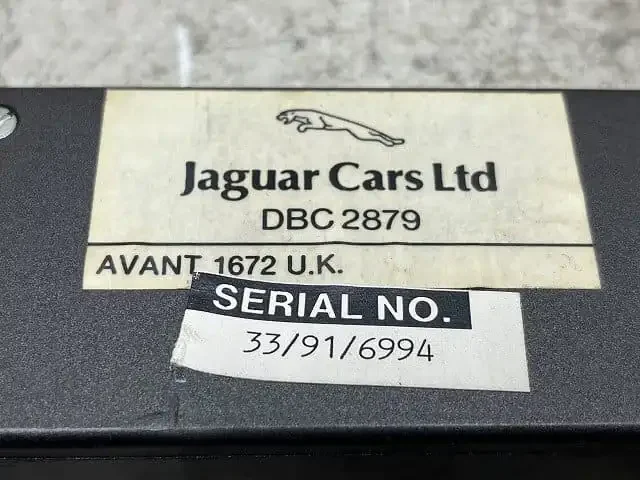 Jaguar Cars Ltd
DBC 2879
AVANT 1672 U.K.
SERIAL NO.
33/91/6994